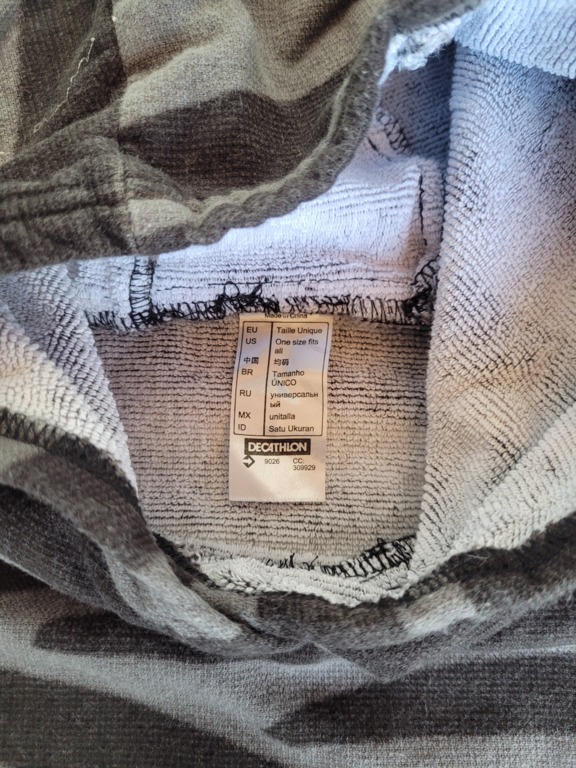 Made in China
EU Taille Unique
US One size fits
all
中国 均码
BR Tamanho
ÚNICO
RU универсальн
ый
MX unitalla
ID Satu Ukuran
DECATHLON
9026 CC:
309929